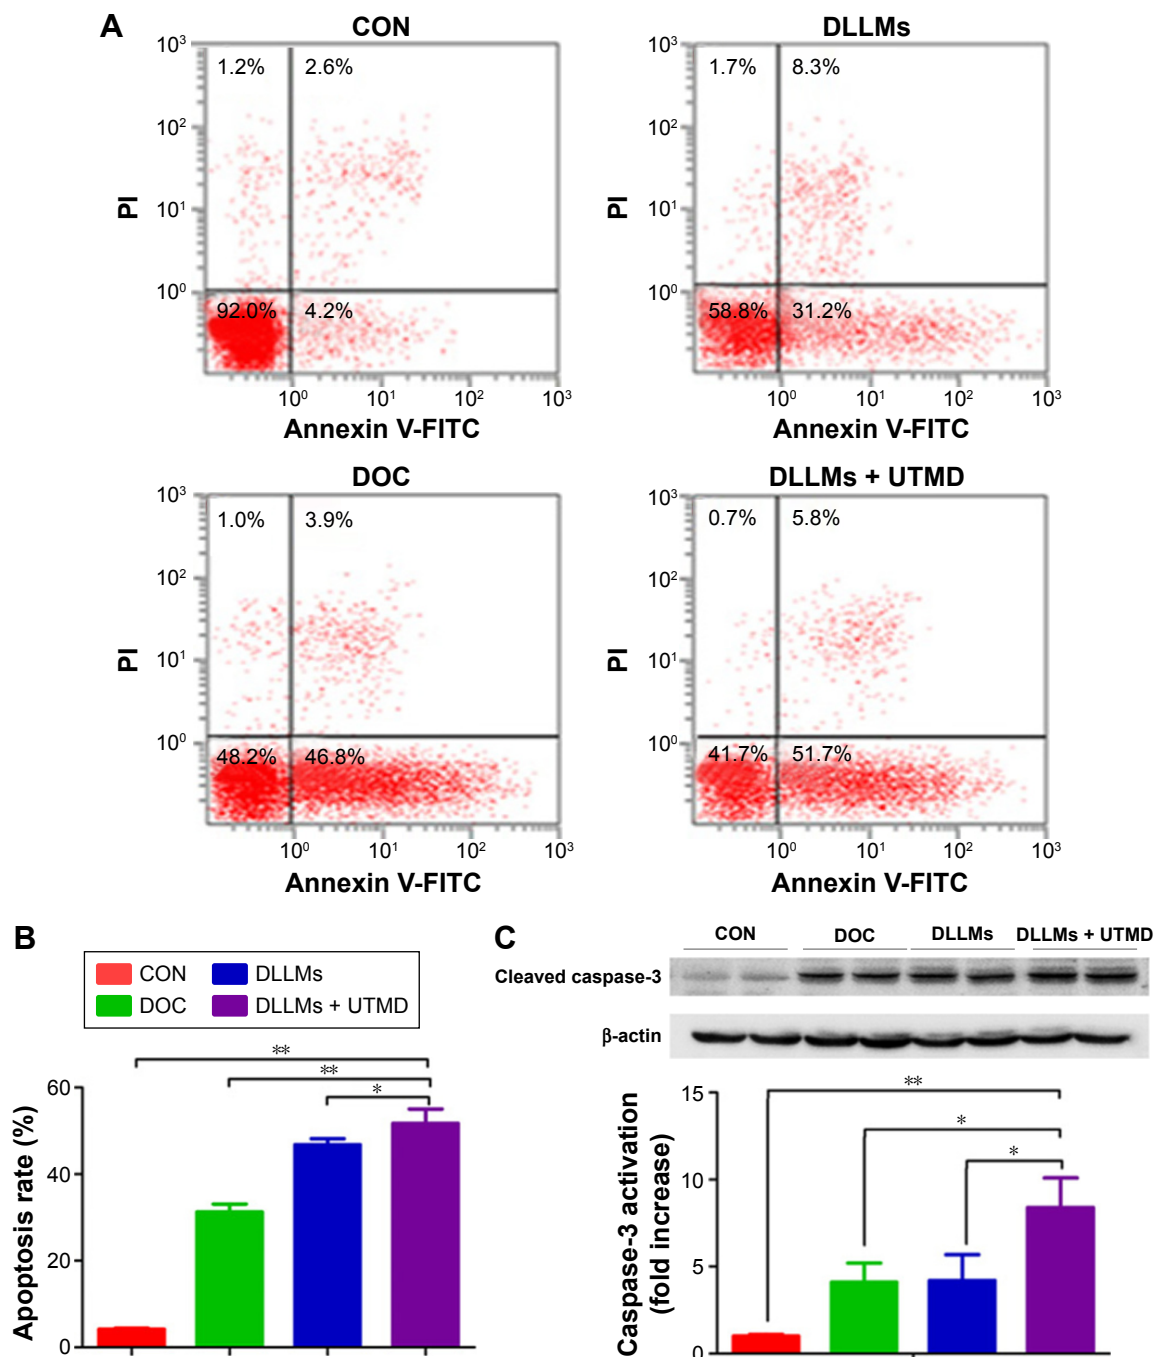 A
CON
10³
10²
10¹
10⁰
PI
1.2%
2.6%
92.0%
4.2%
10⁰
10¹
10²
10³
Annexin V-FITC
DLLMs
10³
10²
10¹
10⁰
PI
1.7%
8.3%
58.8%
31.2%
10⁰
10¹
10²
10³
Annexin V-FITC
DOC
10³
10²
10¹
10⁰
PI
1.0%
3.9%
48.2%
46.8%
10⁰
10¹
10²
10³
Annexin V-FITC
DLLMs + UTMD
10³
10²
10¹
10⁰
PI
0.7%
5.8%
41.7%
51.7%
10⁰
10¹
10²
10³
Annexin V-FITC
B
CON
DLLMs
DOC
DLLMs + UTMD
**
**
*
60
40
20
0
Apoptosis rate (%)
C
CON
DOC
DLLMs
DLLMs + UTMD
Cleaved caspase-3
β-actin
**
*
*
15
10
5
0
Caspase-3 activation
(fold increase)